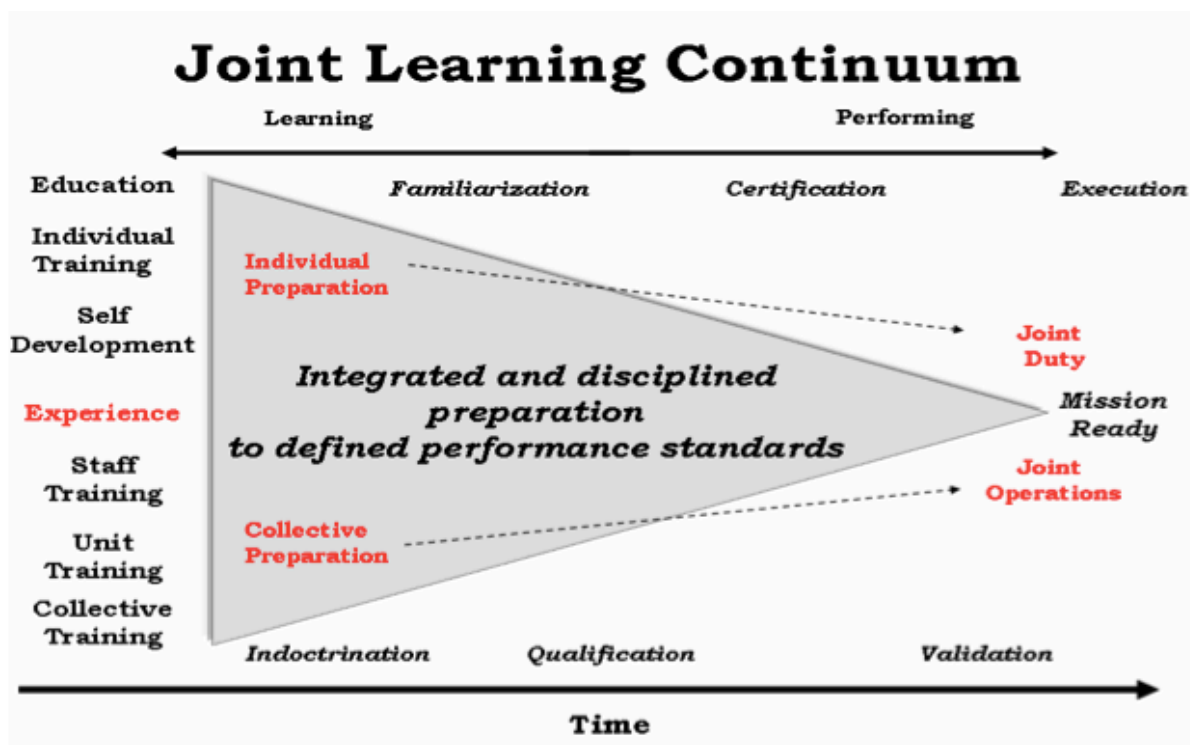 Joint Learning Continuum
Learning
Performing
Education
Familiarization
Certification
Execution
Individual
Training
Individual
Preparation
Self
Development
Joint
Duty
Integrated and disciplined
preparation
to defined performance standards
Experience
Mission
Ready
Staff
Training
Joint
Operations
Collective
Preparation
Unit
Training
Collective
Training
Indoctrination
Qualification
Validation
Time